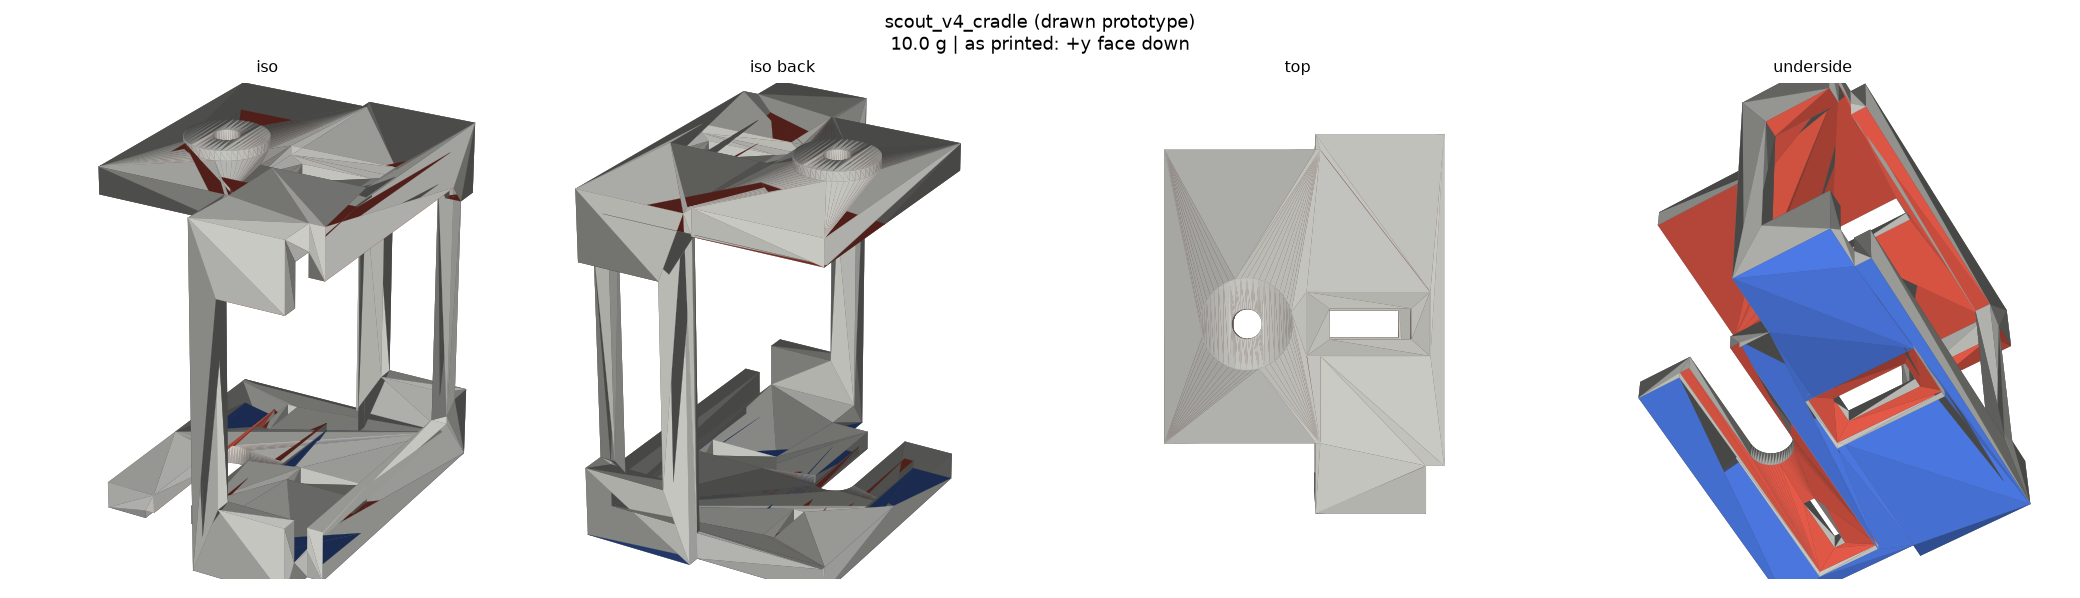 scout_v4_cradle (drawn prototype)
10.0 g | as printed: +y face down
iso
iso back
top
underside